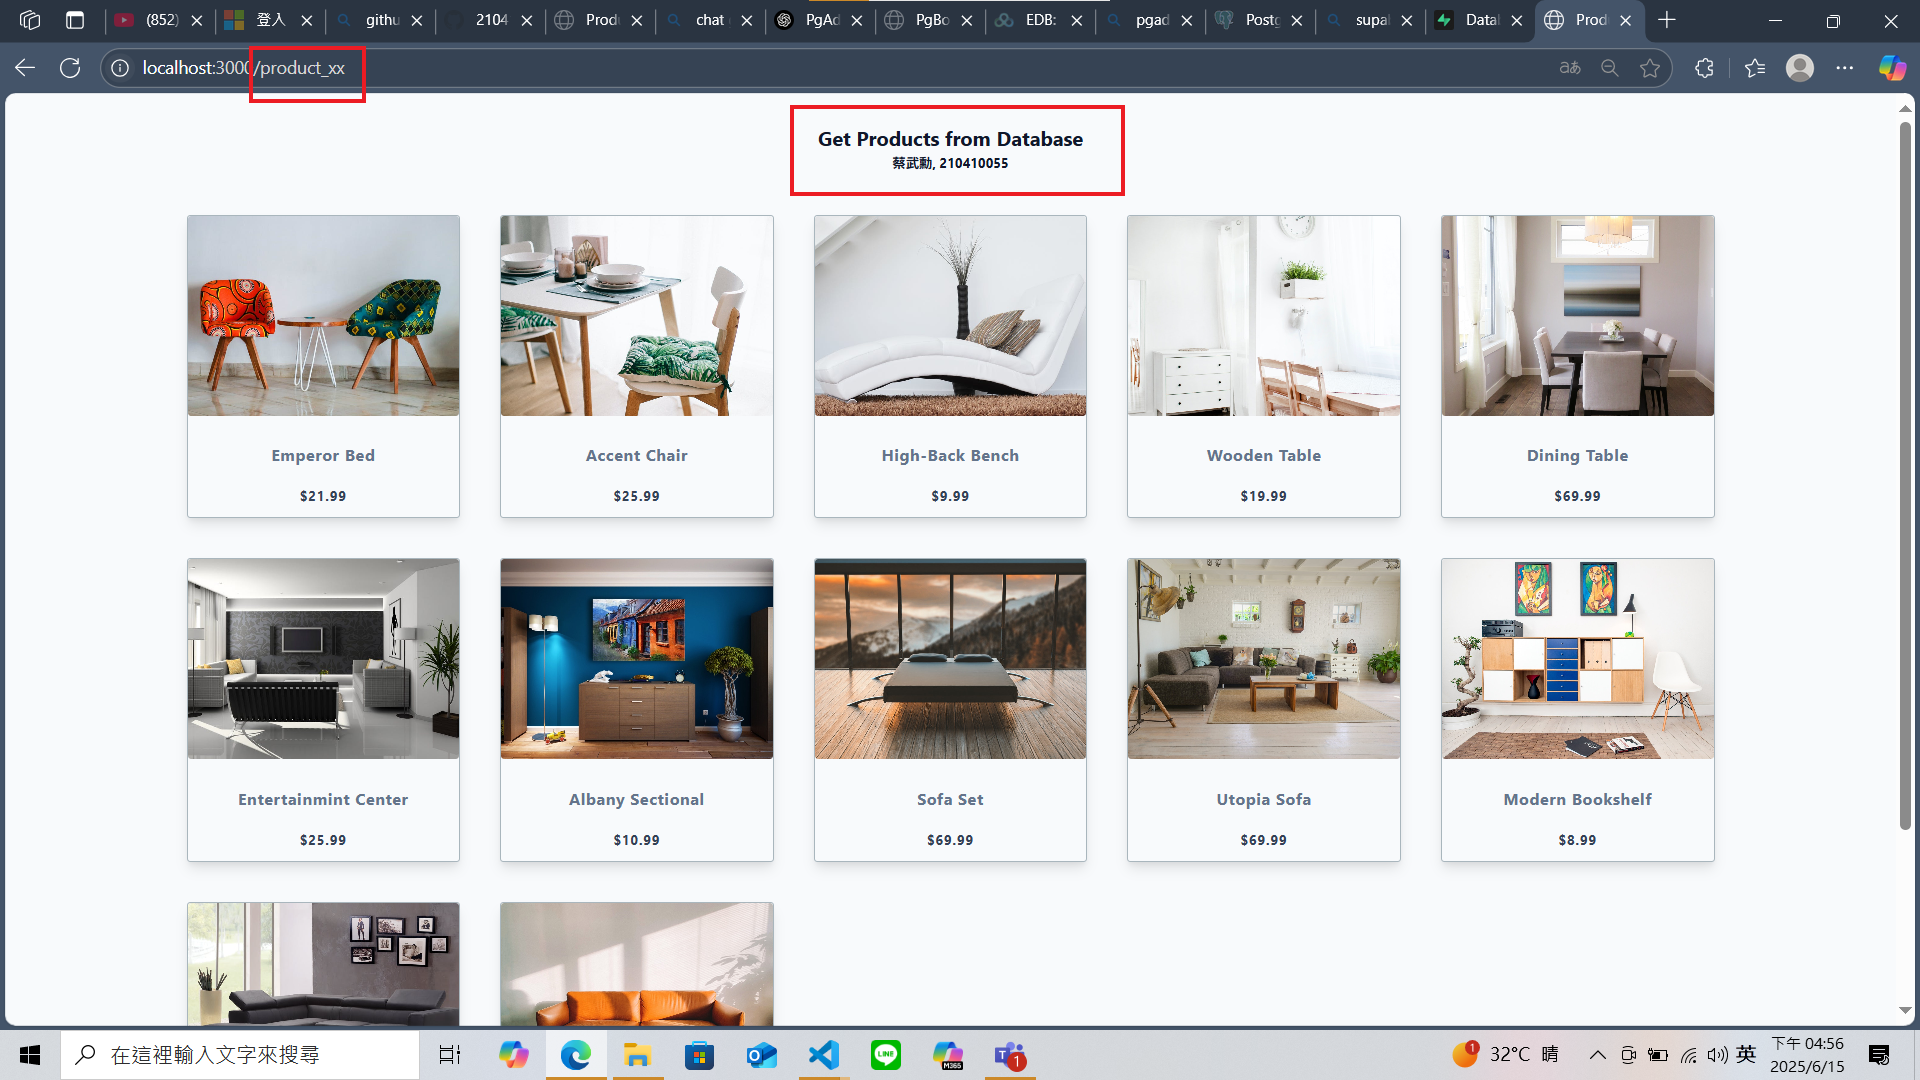 (852)
登入
githu
2104
Prod
chat
PgAd
PgBo
EDB:
pgad
Postg
supal
Datal
Prod
localhost:3000/product_xx
Get Products from Database
蔡武勳, 210410055
Emperor Bed
Accent Chair
High-Back Bench
Wooden Table
Dining Table
$21.99
$25.99
$9.99
$19.99
$69.99
Entertainmint Center
Albany Sectional
Sofa Set
Utopia Sofa
Modern Bookshelf
$25.99
$10.99
$69.99
$69.99
$8.99
在這裡輸入文字來搜尋
LINE
M365
1
1
32°C 晴
英
下午 04:56
2025/6/15